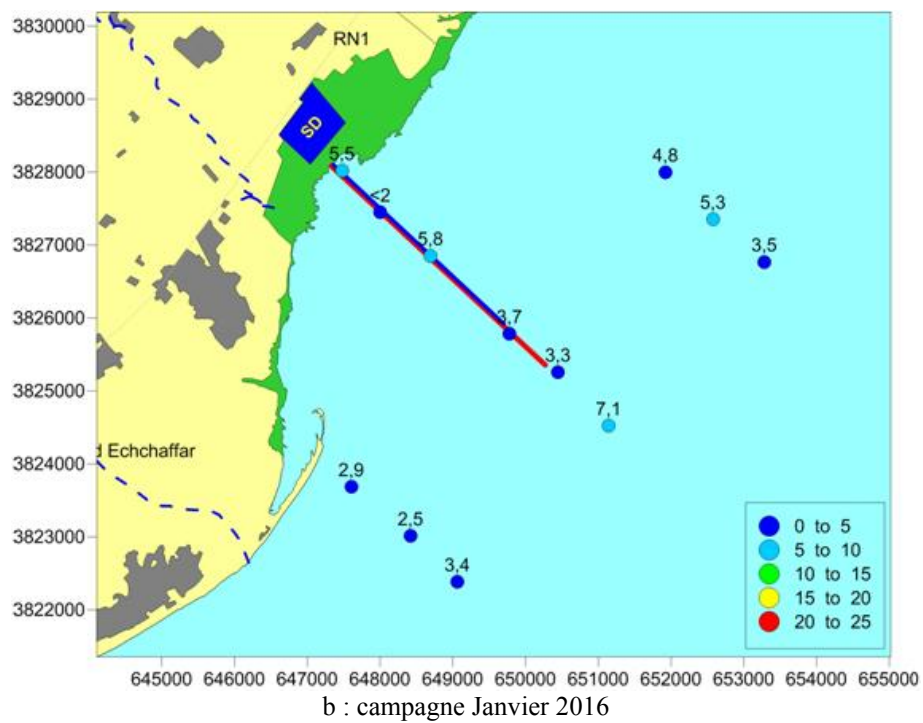 3830000
3829000
3828000
3827000
3826000
3825000
3824000
3823000
3822000
RN1
SD
5,5
<2
5,8
3,7
3,3
7,1
4,8
5,3
3,5
2,9
2,5
3,4
d Echchaffar
0 to 5
5 to 10
10 to 15
15 to 20
20 to 25
645000 646000 647000 648000 649000 650000 651000 652000 653000 654000 655000
b : campagne Janvier 2016